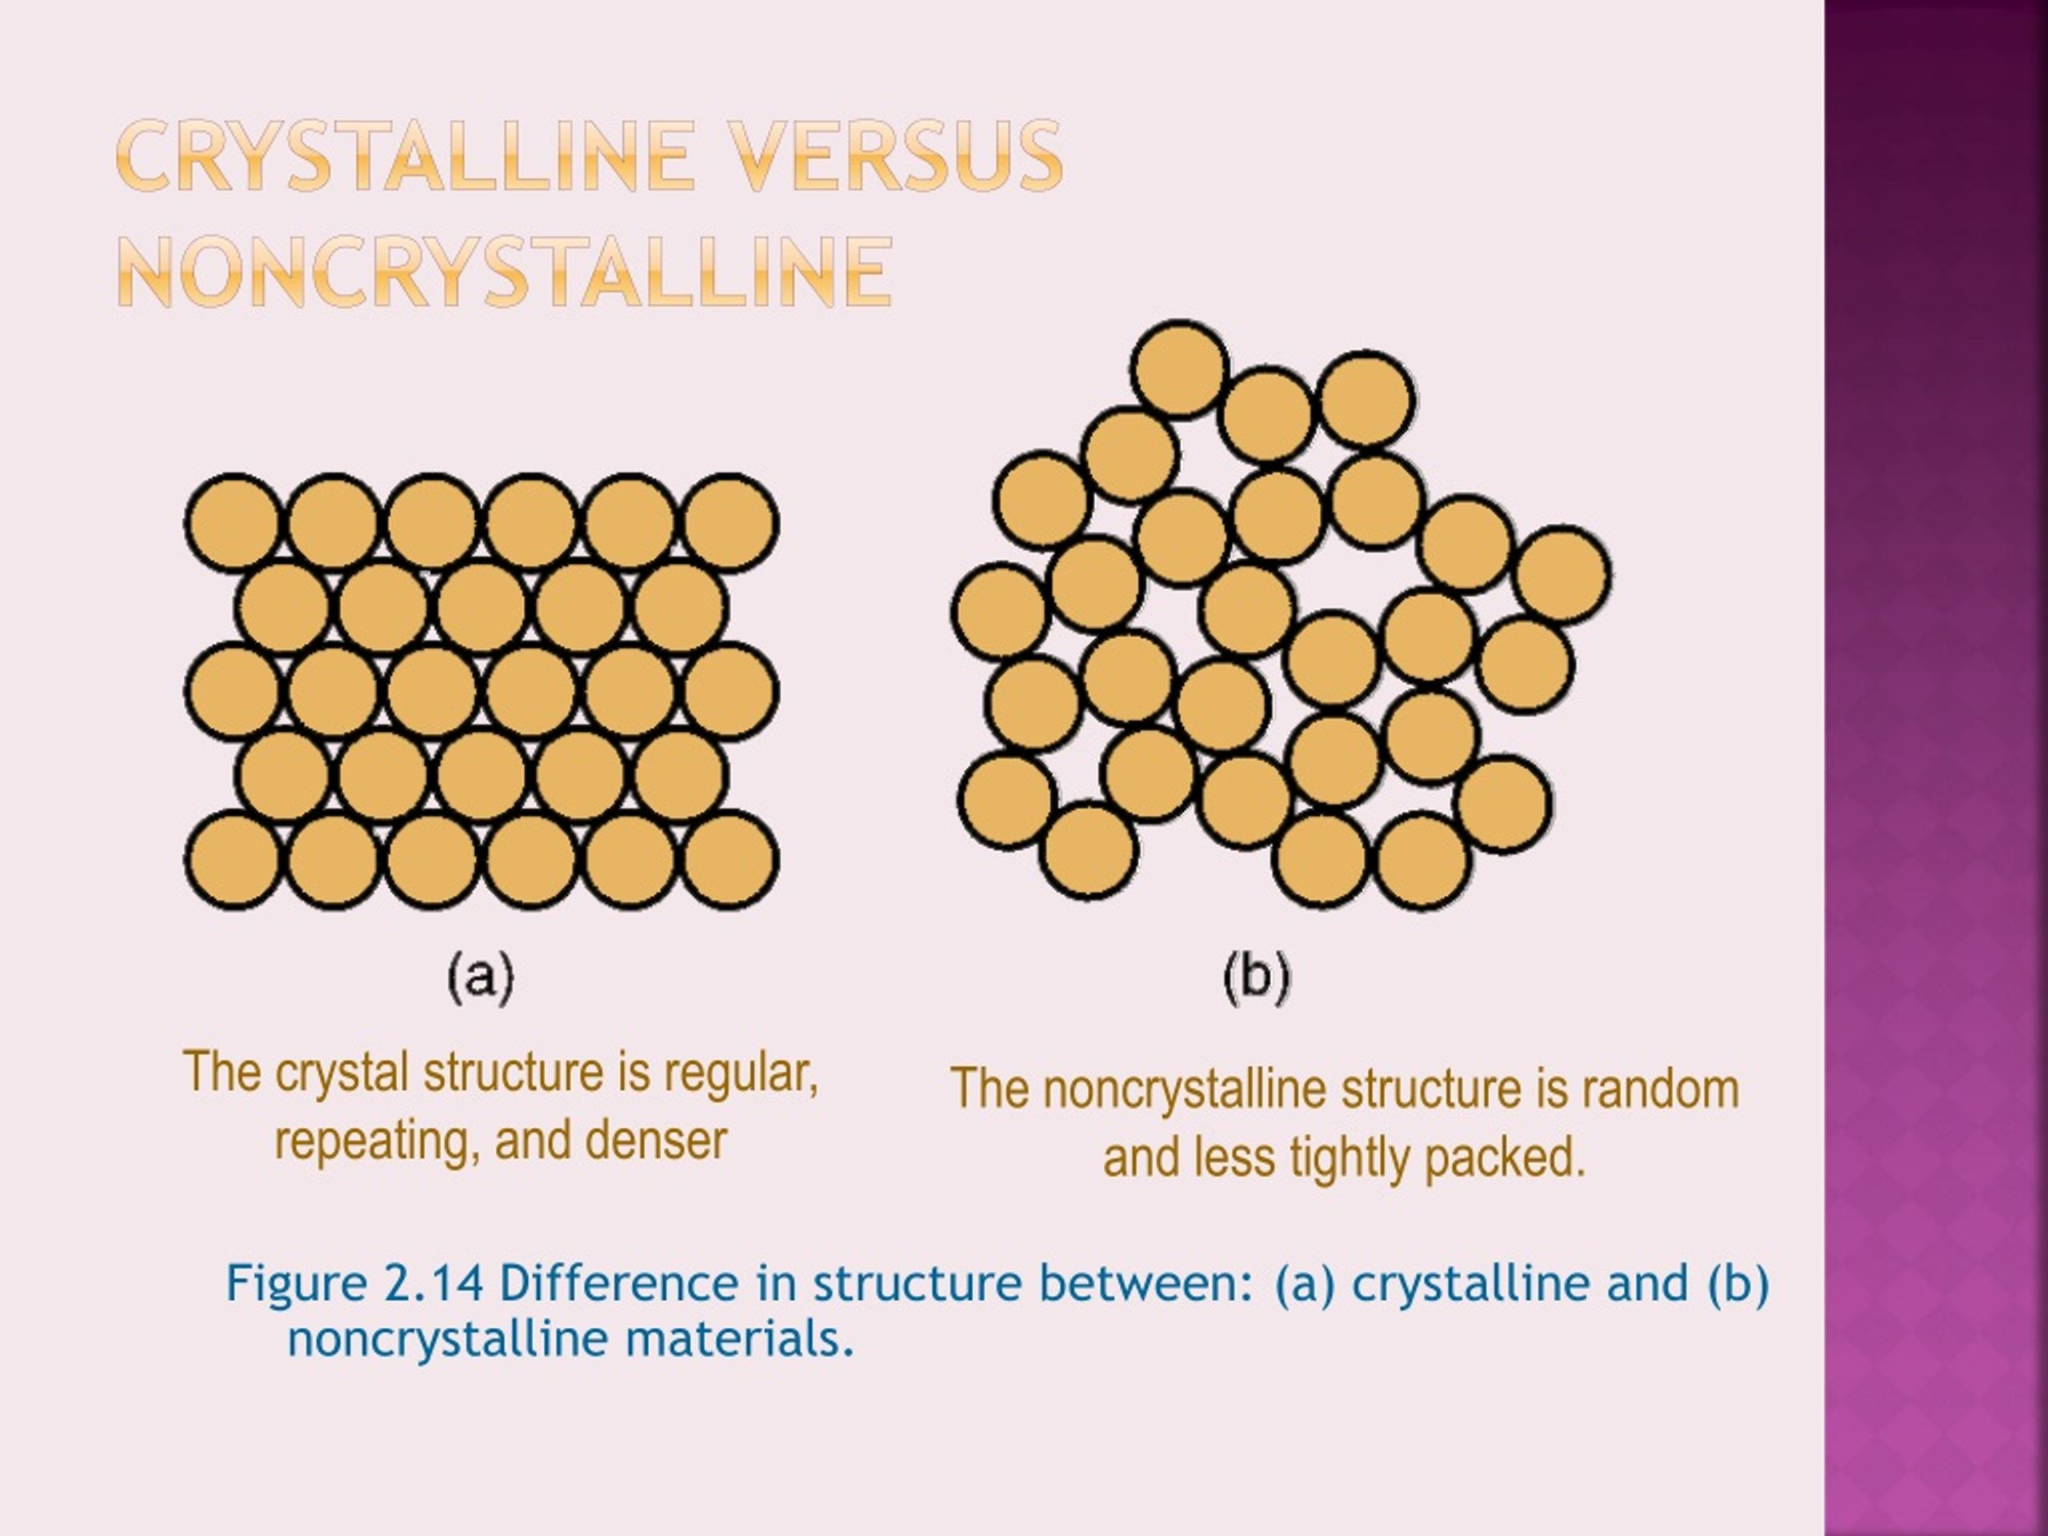 CRYSTALLINE VERSUS
NONCRYSTALLINE
(a)
(b)
The crystal structure is regular,
repeating, and denser
The noncrystalline structure is random
and less tightly packed.
Figure 2.14 Difference in structure between: (a) crystalline and (b)
noncrystalline materials.